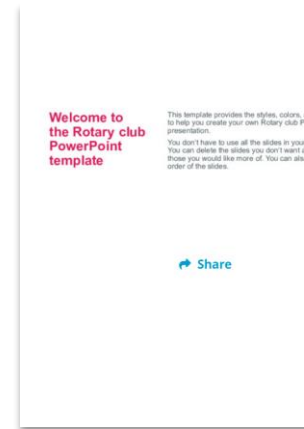 Welcome to
the Rotary club
PowerPoint
template
This template provides the styles, colors,
to help you create your own Rotary club P
presentation.
You don't have to use all the slides in your
You can delete the slides you don't want a
those you would like more of. You can als
order of the slides.
Share